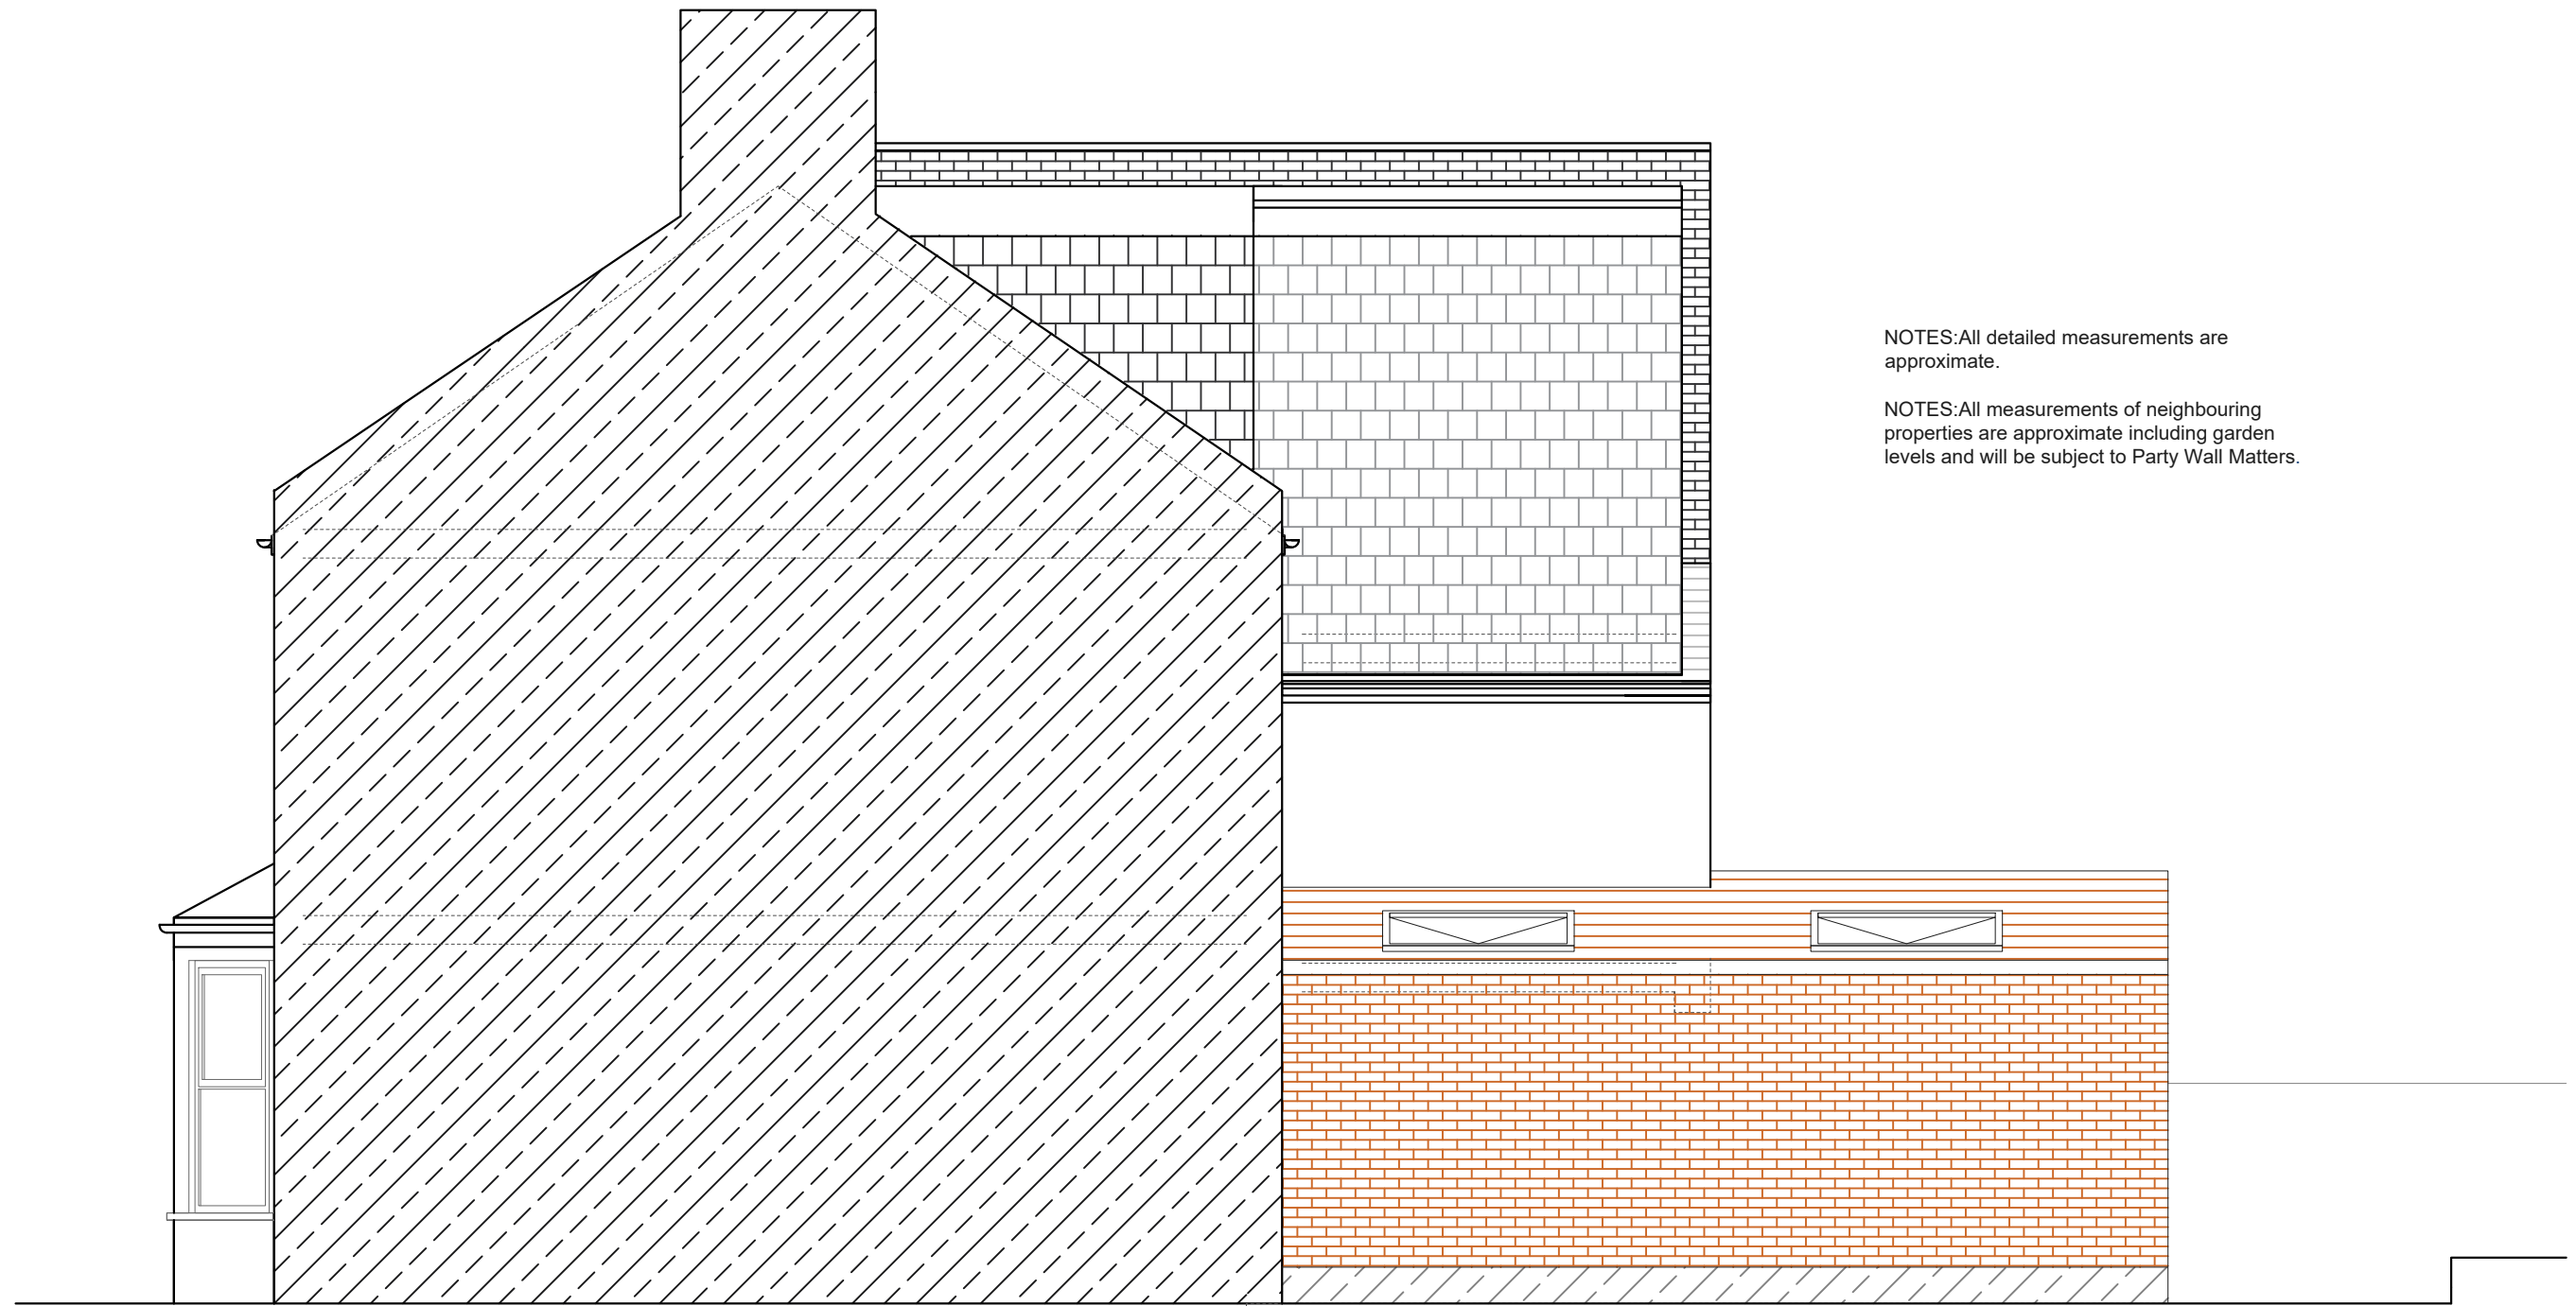 NOTES:All detailed measurements are
approximate.
NOTES:All measurements of neighbouring
properties are approximate including garden
levels and will be subject to Party Wall Matters.